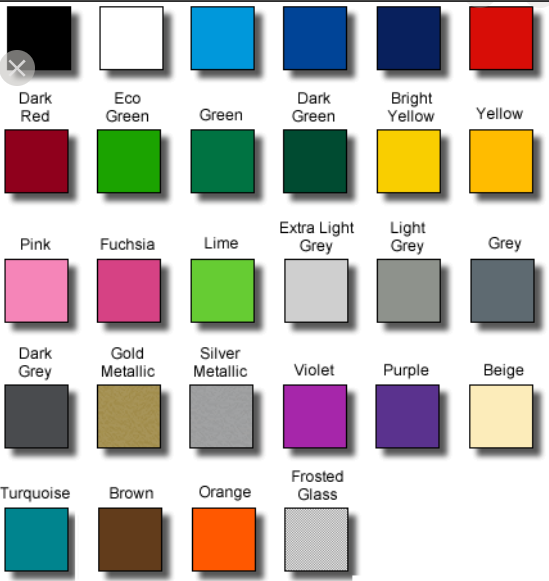 Dark Red
Eco Green
Green
Dark Green
Bright Yellow
Yellow
Pink
Fuchsia
Lime
Extra Light Grey
Light Grey
Grey
Dark Grey
Gold Metallic
Silver Metallic
Violet
Purple
Beige
Turquoise
Brown
Orange
Frosted Glass